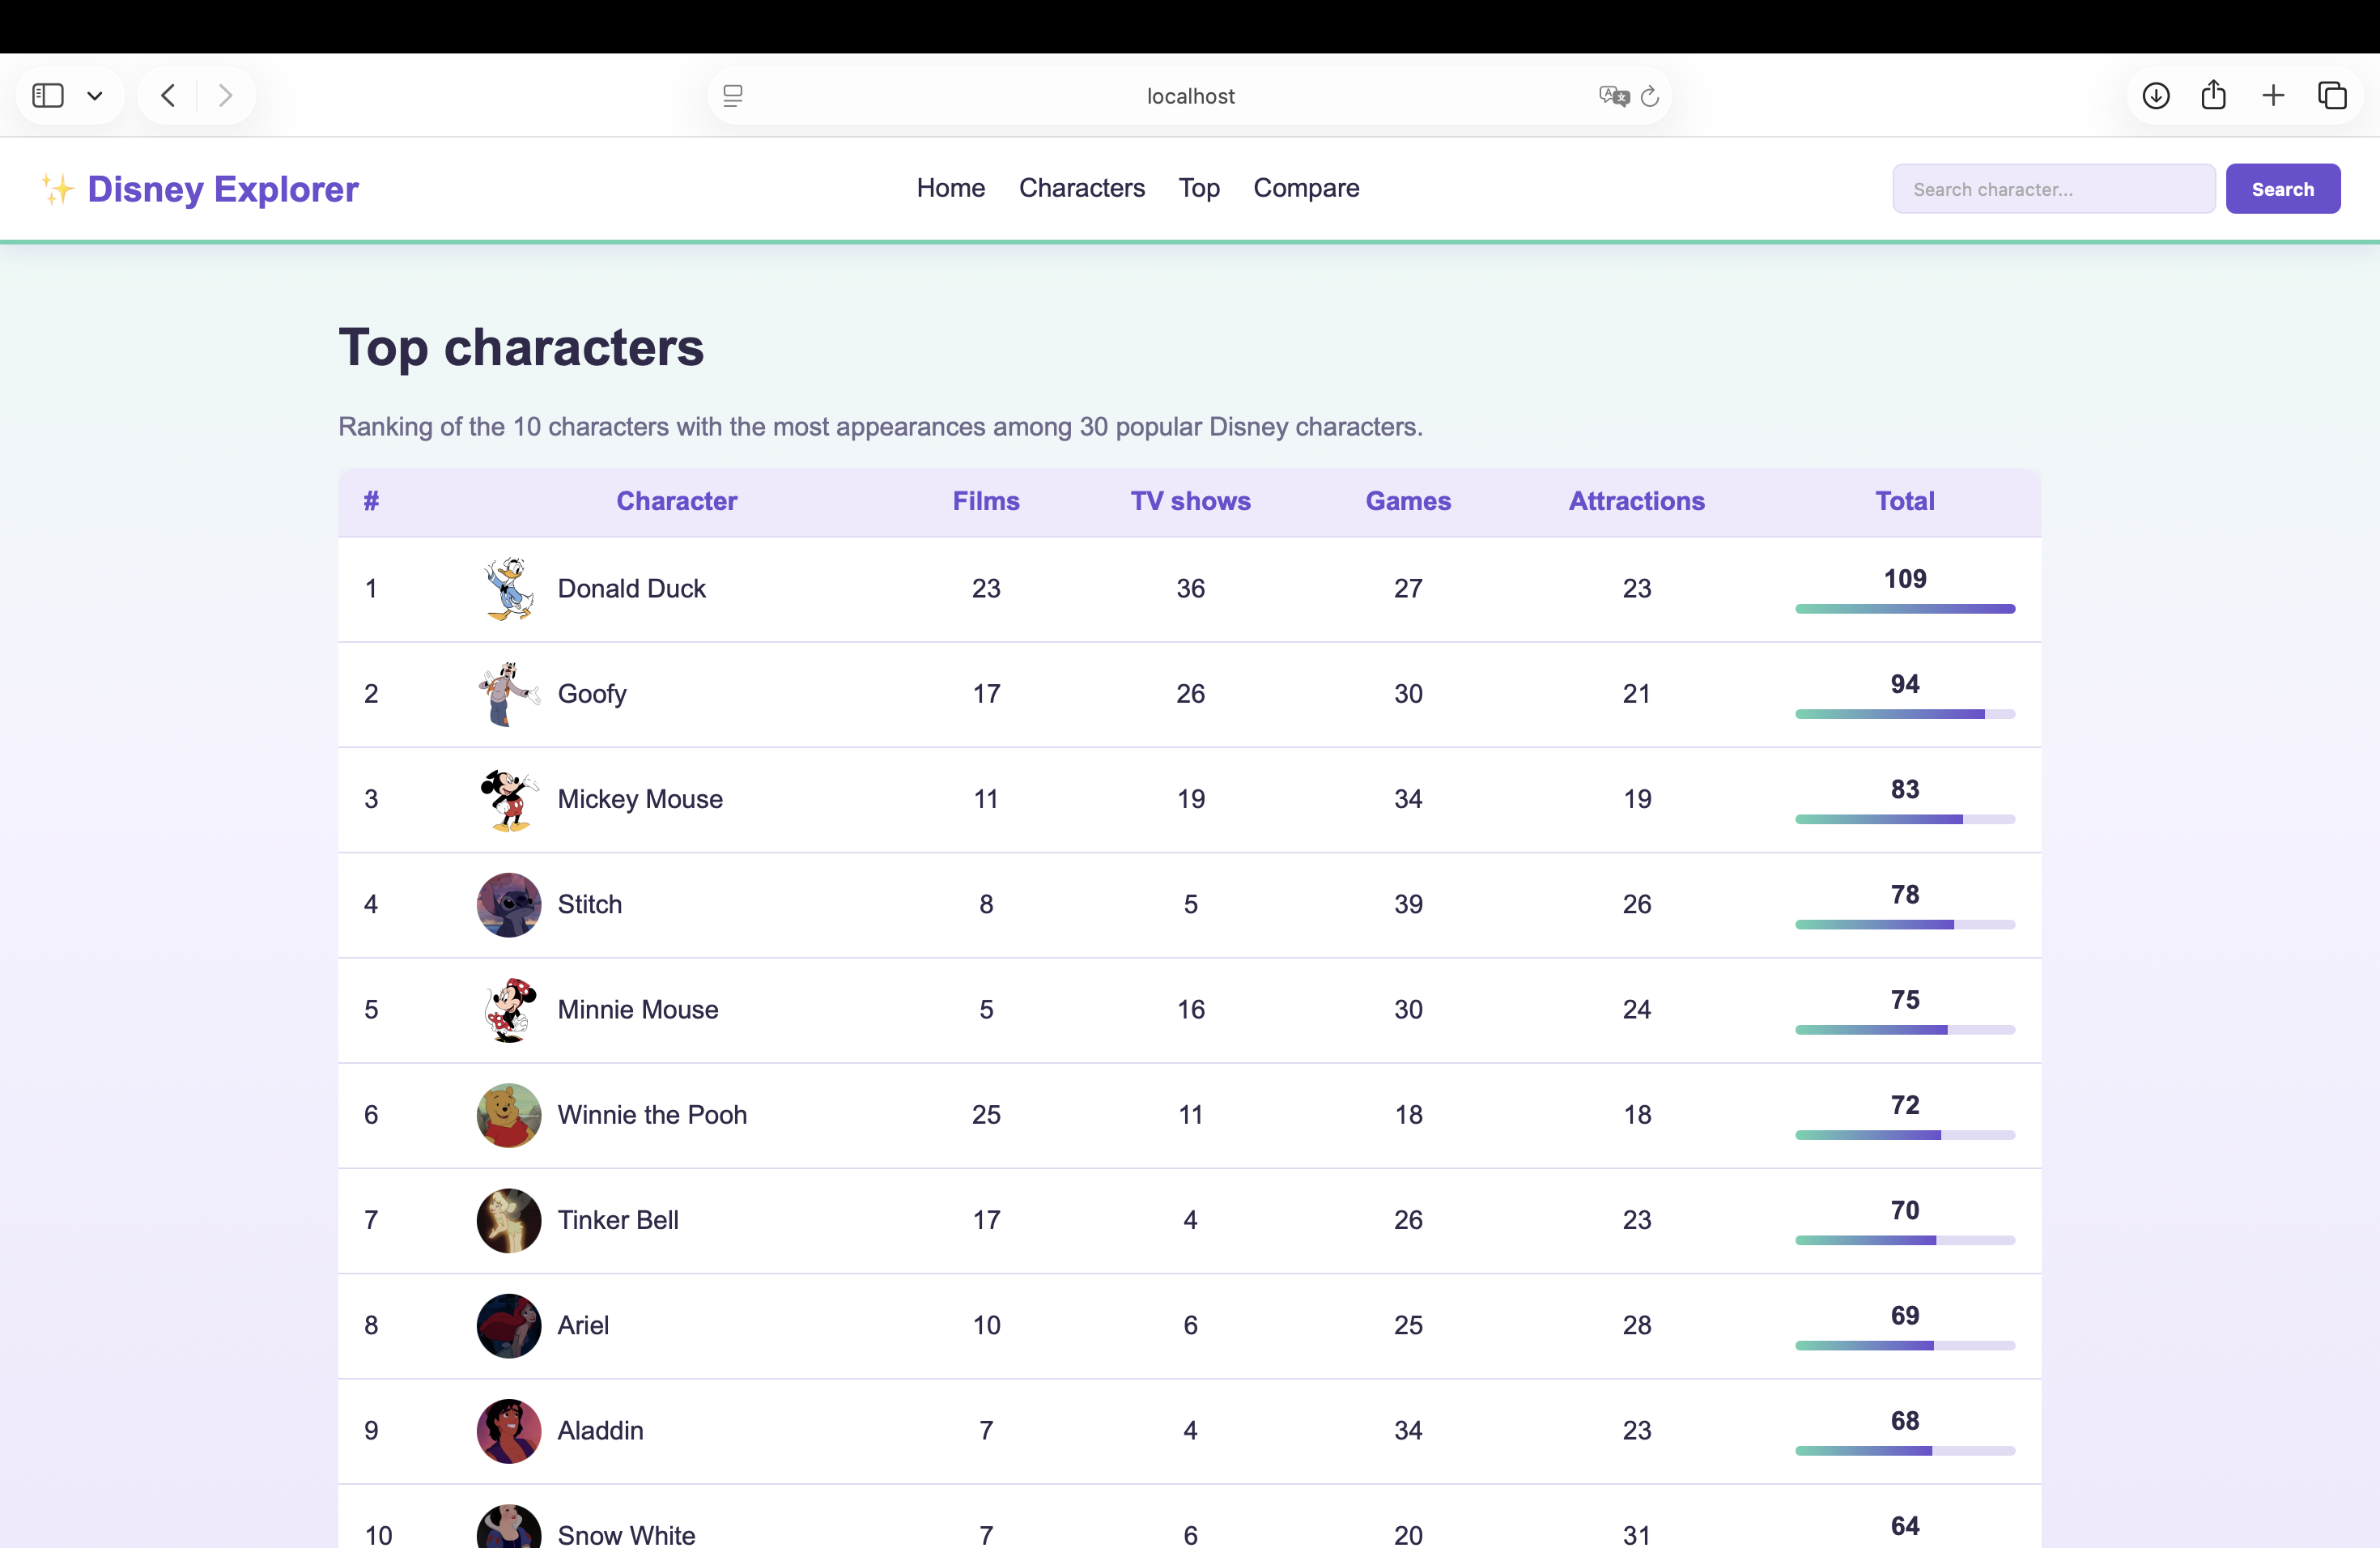 localhost
Disney Explorer
Home Characters Top Compare
Search character... Search
Top characters
Ranking of the 10 characters with the most appearances among 30 popular Disney characters.
# Character Films TV shows Games Attractions Total
1 Donald Duck 23 36 27 23 109
2 Goofy 17 26 30 21 94
3 Mickey Mouse 11 19 34 19 83
4 Stitch 8 5 39 26 78
5 Minnie Mouse 5 16 30 24 75
6 Winnie the Pooh 25 11 18 18 72
7 Tinker Bell 17 4 26 23 70
8 Ariel 10 6 25 28 69
9 Aladdin 7 4 34 23 68
10 Snow White 7 6 20 31 64